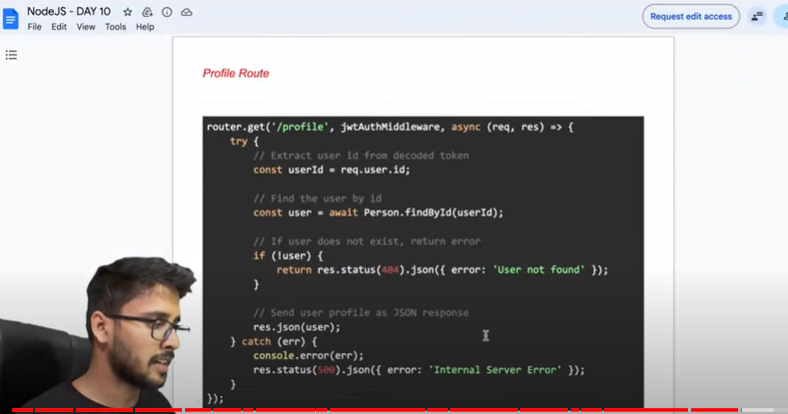 NodeJS - DAY 10
File Edit View Tools Help
Request edit access
Profile Route
router.get('/profile', jwtAuthMiddleware, async (req, res) => {
try {
// Extract user id from decoded token
const userId = req.user.id;
// Find the user by id
const user = await Person.findById(userId);
// If user does not exist, return error
if (!user) {
return res.status(404).json({ error: 'User not found' });
}
// Send user profile as JSON response
res.json(user);
} catch (err) {
console.error(err);
res.status(500).json({ error: 'Internal Server Error' });
}
});